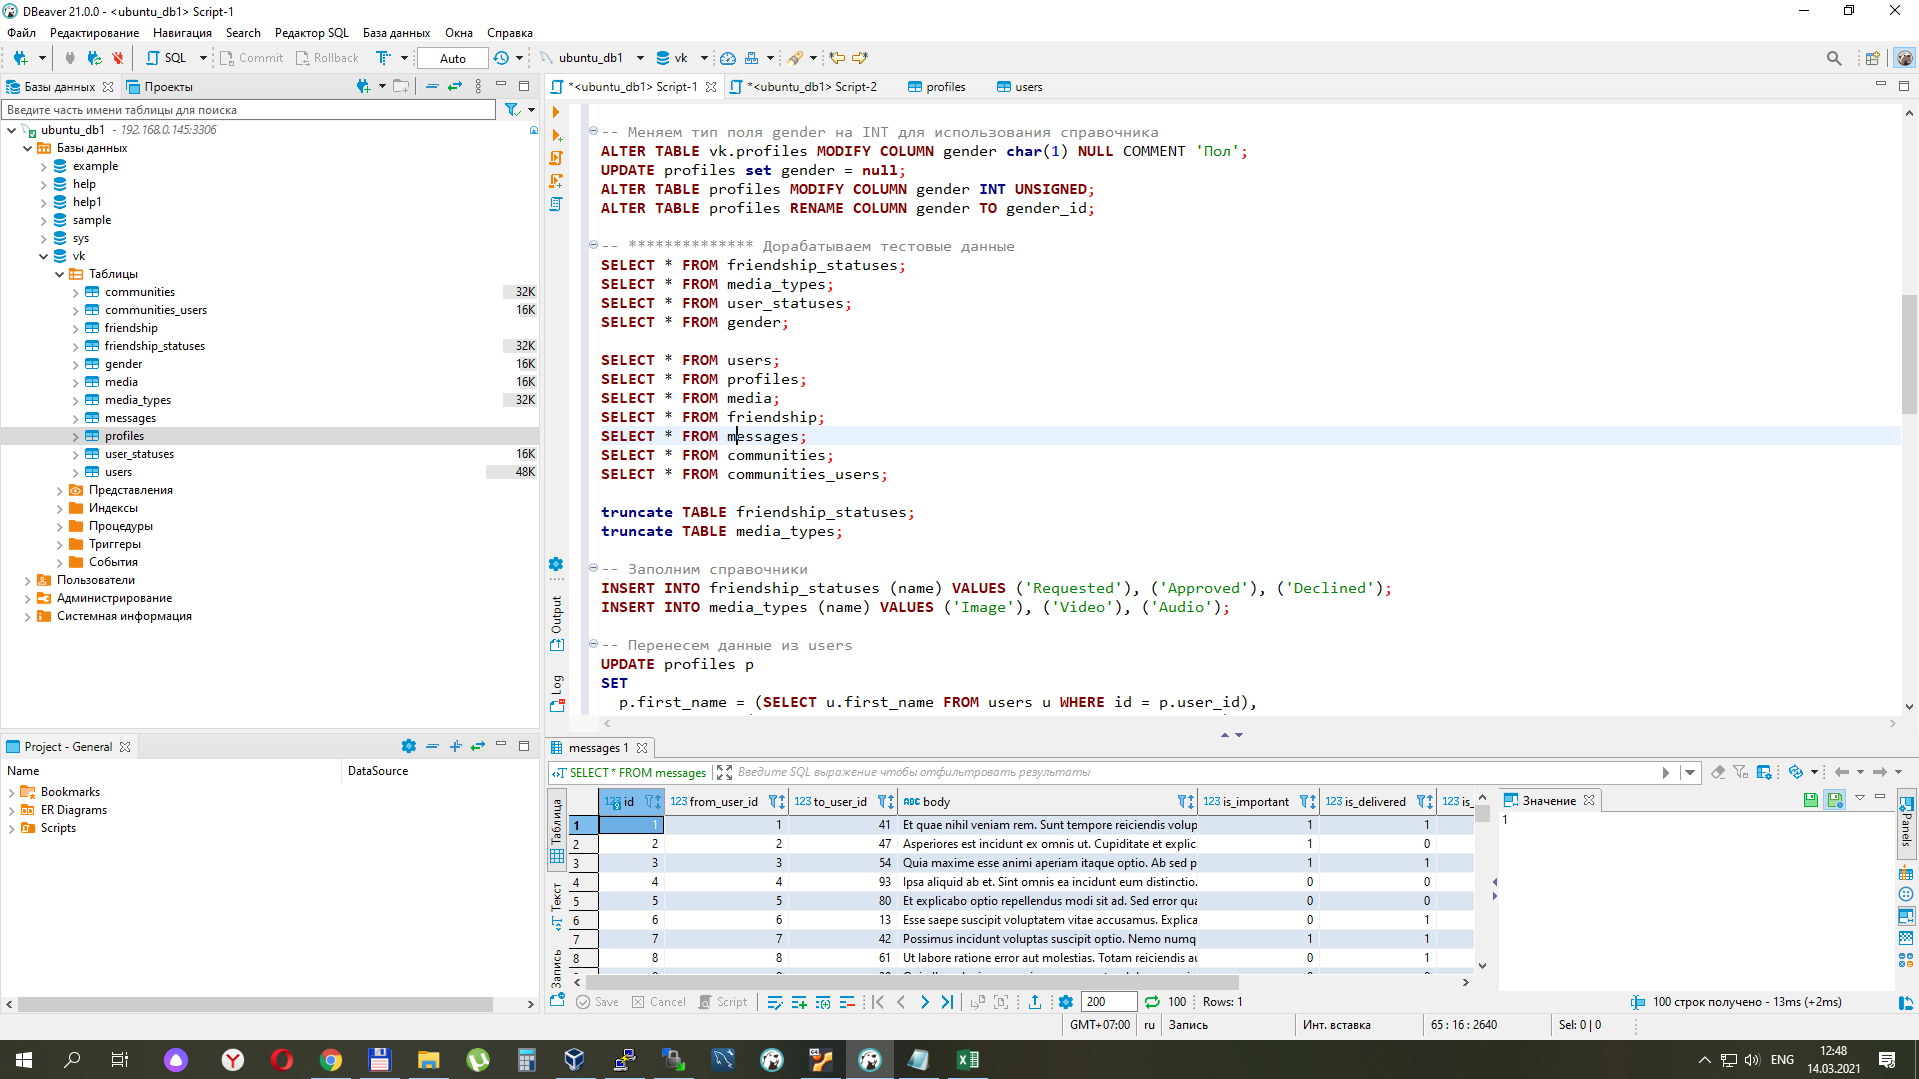 DBeaver 21.0.0 - <ubuntu_db1> Script-1
Файл Редактирование Навигация Search Редактор SQL База данных Окна Справка
SQL Commit Rollback Auto ubuntu_db1 vk
Базы данных Проекты
Введите часть имени таблицы для поиска
ubuntu_db1 - 192.168.0.145:3306
Базы данных
example
help
help1
sample
sys
vk
Таблицы
communities 32K
communities_users 16K
friendship
friendship_statuses 32K
gender 16K
media 16K
media_types 32K
messages
profiles
user_statuses 16K
users 48K
Представления
Индексы
Процедуры
Триггеры
События
Пользователи
Администрирование
Системная информация
Project - General
Name DataSource
Bookmarks
ER Diagrams
Scripts
*<ubuntu_db1> Script-1 *<ubuntu_db1> Script-2 profiles users
-- Меняем тип поля gender на INT для использования справочника
ALTER TABLE vk.profiles MODIFY COLUMN gender char(1) NULL COMMENT 'Пол';
UPDATE profiles set gender = null;
ALTER TABLE profiles MODIFY COLUMN gender INT UNSIGNED;
ALTER TABLE profiles RENAME COLUMN gender TO gender_id;
-- ************** Дорабатываем тестовые данные
SELECT * FROM friendship_statuses;
SELECT * FROM media_types;
SELECT * FROM user_statuses;
SELECT * FROM gender;
SELECT * FROM users;
SELECT * FROM profiles;
SELECT * FROM media;
SELECT * FROM friendship;
SELECT * FROM messages;
SELECT * FROM communities;
SELECT * FROM communities_users;
truncate TABLE friendship_statuses;
truncate TABLE media_types;
-- Заполним справочники
INSERT INTO friendship_statuses (name) VALUES ('Requested'), ('Approved'), ('Declined');
INSERT INTO media_types (name) VALUES ('Image'), ('Video'), ('Audio');
-- Перенесем данные из users
UPDATE profiles p
SET
p.first_name = (SELECT u.first_name FROM users u WHERE id = p.user_id),
Output
Log
messages 1
SELECT * FROM messages Введите SQL выражение чтобы отфильтровать результаты
Таблица
Текст
Запись
123 id 123 from_user_id 123 to_user_id ABC body 123 is_important 123 is_delivered 123 is_
1 1 1 41 Et quae nihil veniam rem. Sunt tempore reiciendis volup 1 1
2 2 2 47 Asperiores est incidunt ex omnis ut. Cupiditate et explic 1 0
3 3 3 54 Quia maxime esse animi aperiam itaque optio. Ab sed p 1 1
4 4 4 93 Ipsa aliquid ab et. Sint omnis ea incidunt eum distinctio. 0 0
5 5 5 80 Et explicabo optio repellendus modi sit ad. Sed error qua 0 0
6 6 6 13 Esse saepe suscipit voluptatem vitae accusamus. Explica 0 1
7 7 7 42 Possimus incidunt voluptas suscipit optio. Nemo numq 1 1
8 8 8 61 Ut labore ratione error aut molestias. Totam reiciendis au 0 1
Значение
1
Panels
Save Cancel Script 200 100 Rows: 1 100 строк получено - 13ms (+2ms)
GMT+07:00 ru Запись Инт. вставка 65 : 16 : 2640 Sel: 0 | 0
ENG
12:48
14.03.2021